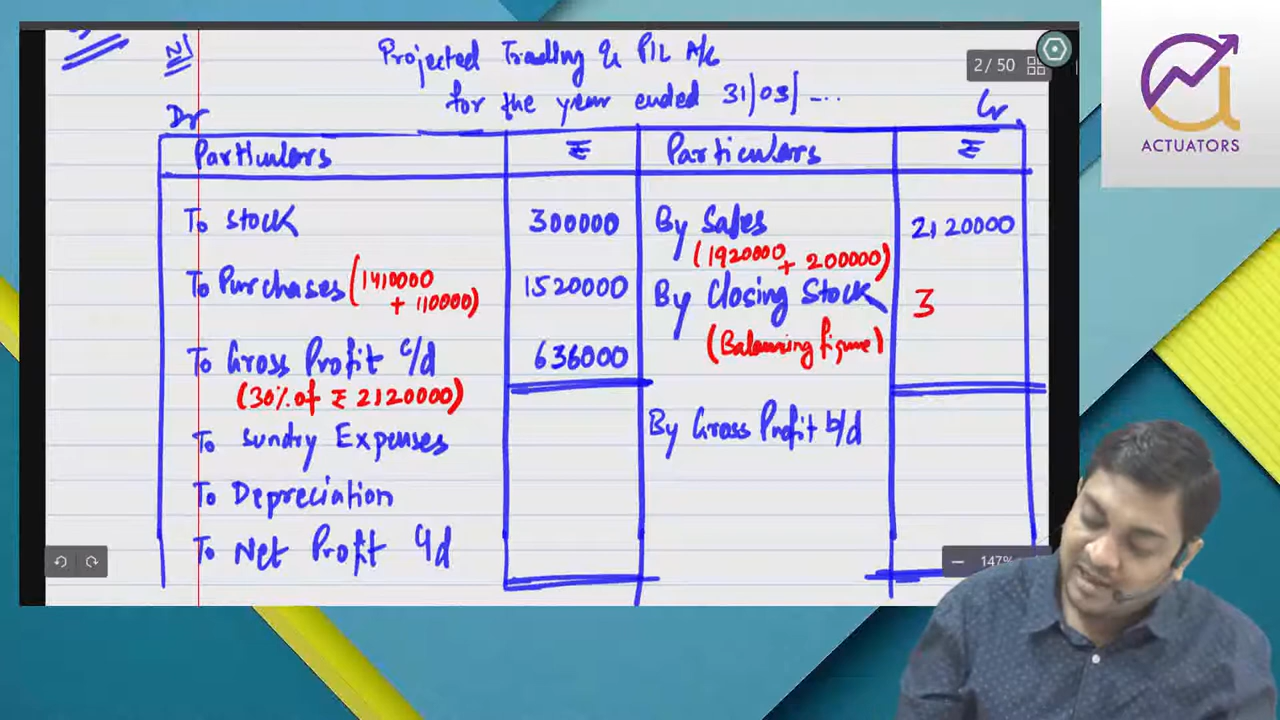 N1
Projected Trading & P/L A/c
for the year ended 31/03/...
2 / 50
Dr
Cr
Particulars ₹ Particulars ₹
To Stock 300000 By Sales 2120000
(1920000 + 200000)
To Purchases (1410000 + 110000) 1520000 By Closing Stock 3
(Balancing figure)
To Gross Profit c/d 636000
(30% of ₹ 2120000)
By Gross Profit b/d
To Sundry Expenses
To Depreciation
To Net Profit c/d
147%
ACTUATORS